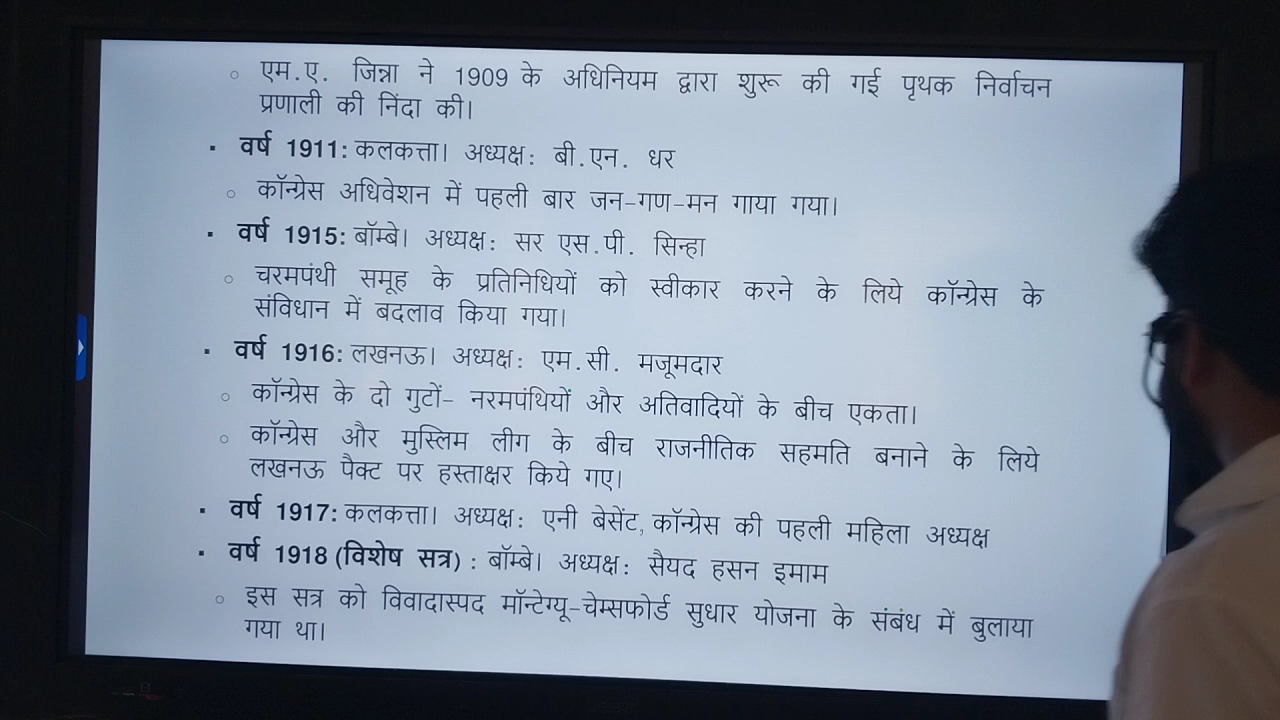 ◦ एम.ए. जिन्ना ने 1909 के अधिनियम द्वारा शुरू की गई पृथक निर्वाचन
प्रणाली की निंदा की।
▪ वर्ष 1911: कलकत्ता। अध्यक्ष: बी.एन. धर
◦ कॉन्ग्रेस अधिवेशन में पहली बार जन-गण-मन गाया गया।
▪ वर्ष 1915: बॉम्बे। अध्यक्ष: सर एस.पी. सिन्हा
◦ चरमपंथी समूह के प्रतिनिधियों को स्वीकार करने के लिये कॉन्ग्रेस के
संविधान में बदलाव किया गया।
▪ वर्ष 1916: लखनऊ। अध्यक्ष: एम.सी. मजूमदार
◦ कॉन्ग्रेस के दो गुटों- नरमपंथियों और अतिवादियों के बीच एकता।
◦ कॉन्ग्रेस और मुस्लिम लीग के बीच राजनीतिक सहमति बनाने के लिये
लखनऊ पैक्ट पर हस्ताक्षर किये गए।
▪ वर्ष 1917: कलकत्ता। अध्यक्ष: एनी बेसेंट, कॉन्ग्रेस की पहली महिला अध्यक्ष
▪ वर्ष 1918 (विशेष सत्र) : बॉम्बे। अध्यक्ष: सैयद हसन इमाम
◦ इस सत्र को विवादास्पद मॉन्टेग्यू-चेम्सफोर्ड सुधार योजना के संबंध में बुलाया
गया था।